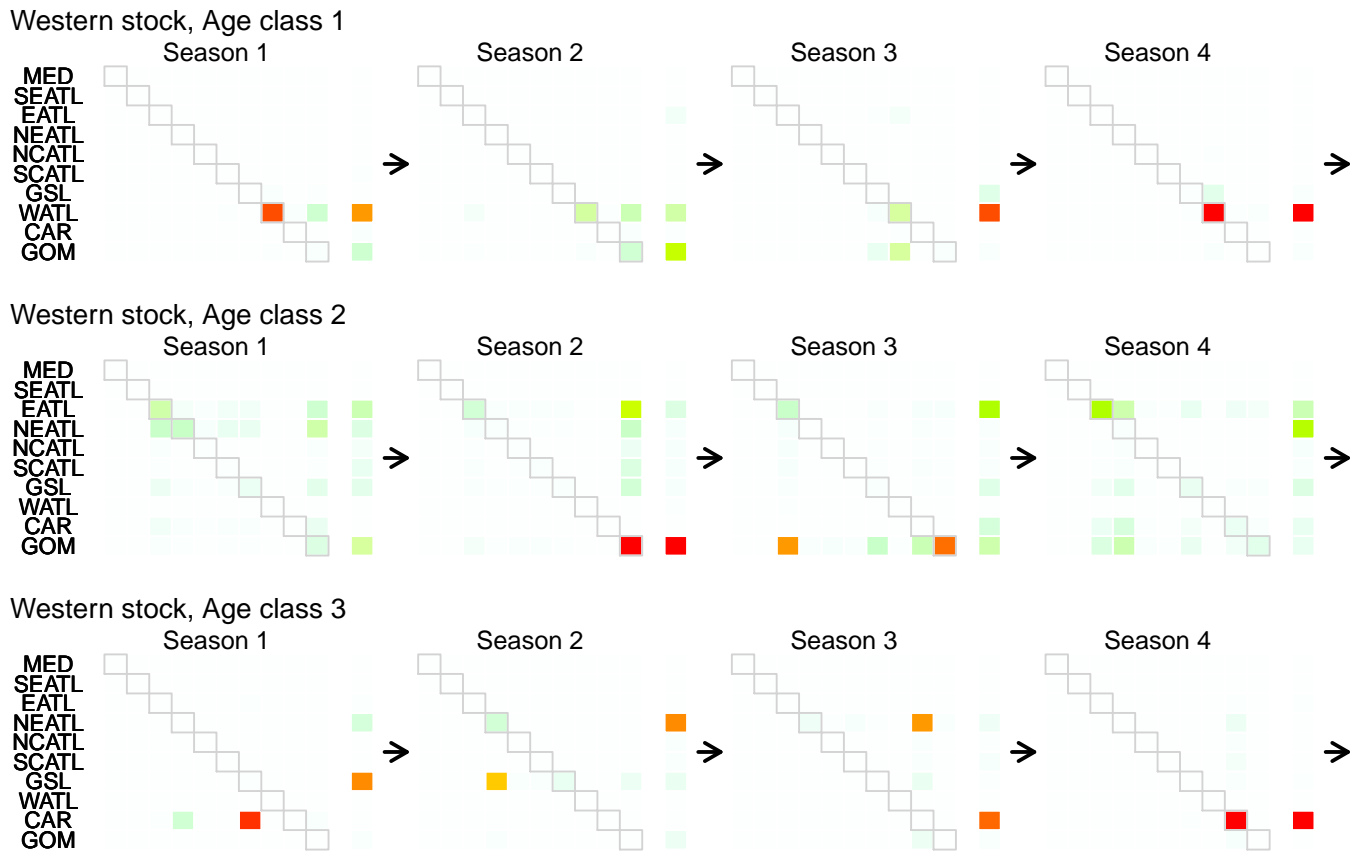 Western stock, Age class 1
Season 1 Season 2 Season 3 Season 4
MED
SEATL
EATL
NEATL
NCATL
SCATL
GSL
WATL
CAR
GOM
Western stock, Age class 2
Season 1 Season 2 Season 3 Season 4
MED
SEATL
EATL
NEATL
NCATL
SCATL
GSL
WATL
CAR
GOM
Western stock, Age class 3
Season 1 Season 2 Season 3 Season 4
MED
SEATL
EATL
NEATL
NCATL
SCATL
GSL
WATL
CAR
GOM